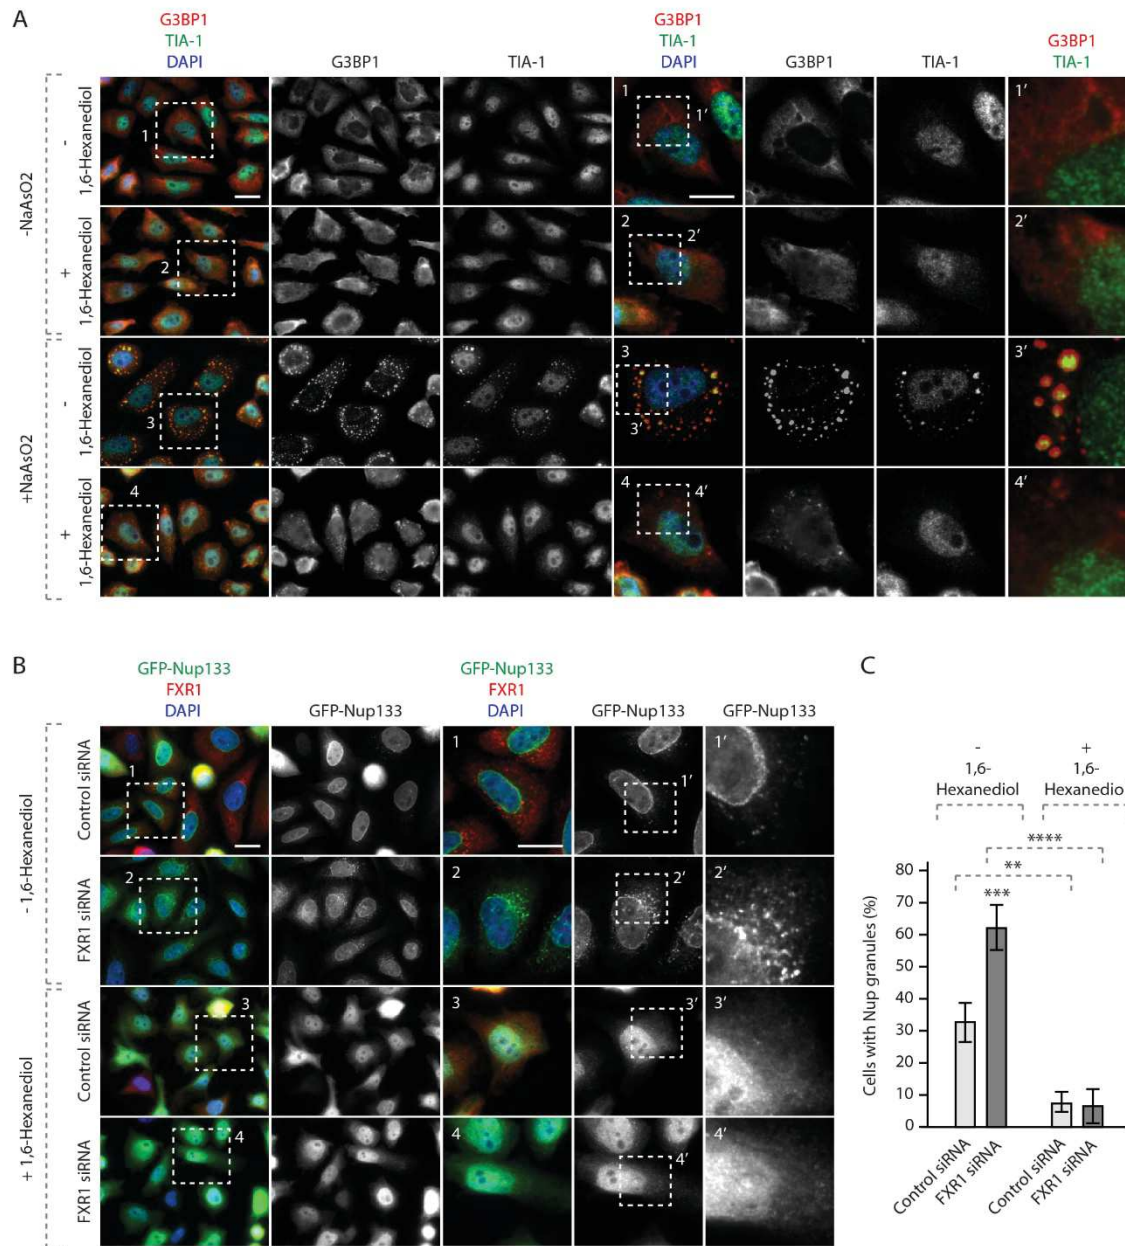 A
G3BP1
TIA-1
DAPI
G3BP1
TIA-1
G3BP1
TIA-1
DAPI
G3BP1
TIA-1
G3BP1
TIA-1
-NaAsO2
-
1,6-Hexanediol
1
1
1'
1'
+
1,6-Hexanediol
2
2
2'
2'
+NaAsO2
-
1,6-Hexanediol
3
3
3'
3'
+
1,6-Hexanediol
4
4
4'
4'
B
GFP-Nup133
FXR1
DAPI
GFP-Nup133
GFP-Nup133
FXR1
DAPI
GFP-Nup133
GFP-Nup133
- 1,6-Hexanediol
Control siRNA
1
1
1'
1'
FXR1 siRNA
2
2
2'
2'
+ 1,6-Hexanediol
Control siRNA
3
3
3'
3'
FXR1 siRNA
4
4
4'
4'
C
-
1,6-
Hexanediol
+
1,6-
Hexanediol
****
**
***
Cells with Nup granules (%)
80
70
60
50
40
30
20
10
0
Control siRNA
FXR1 siRNA
Control siRNA
FXR1 siRNA